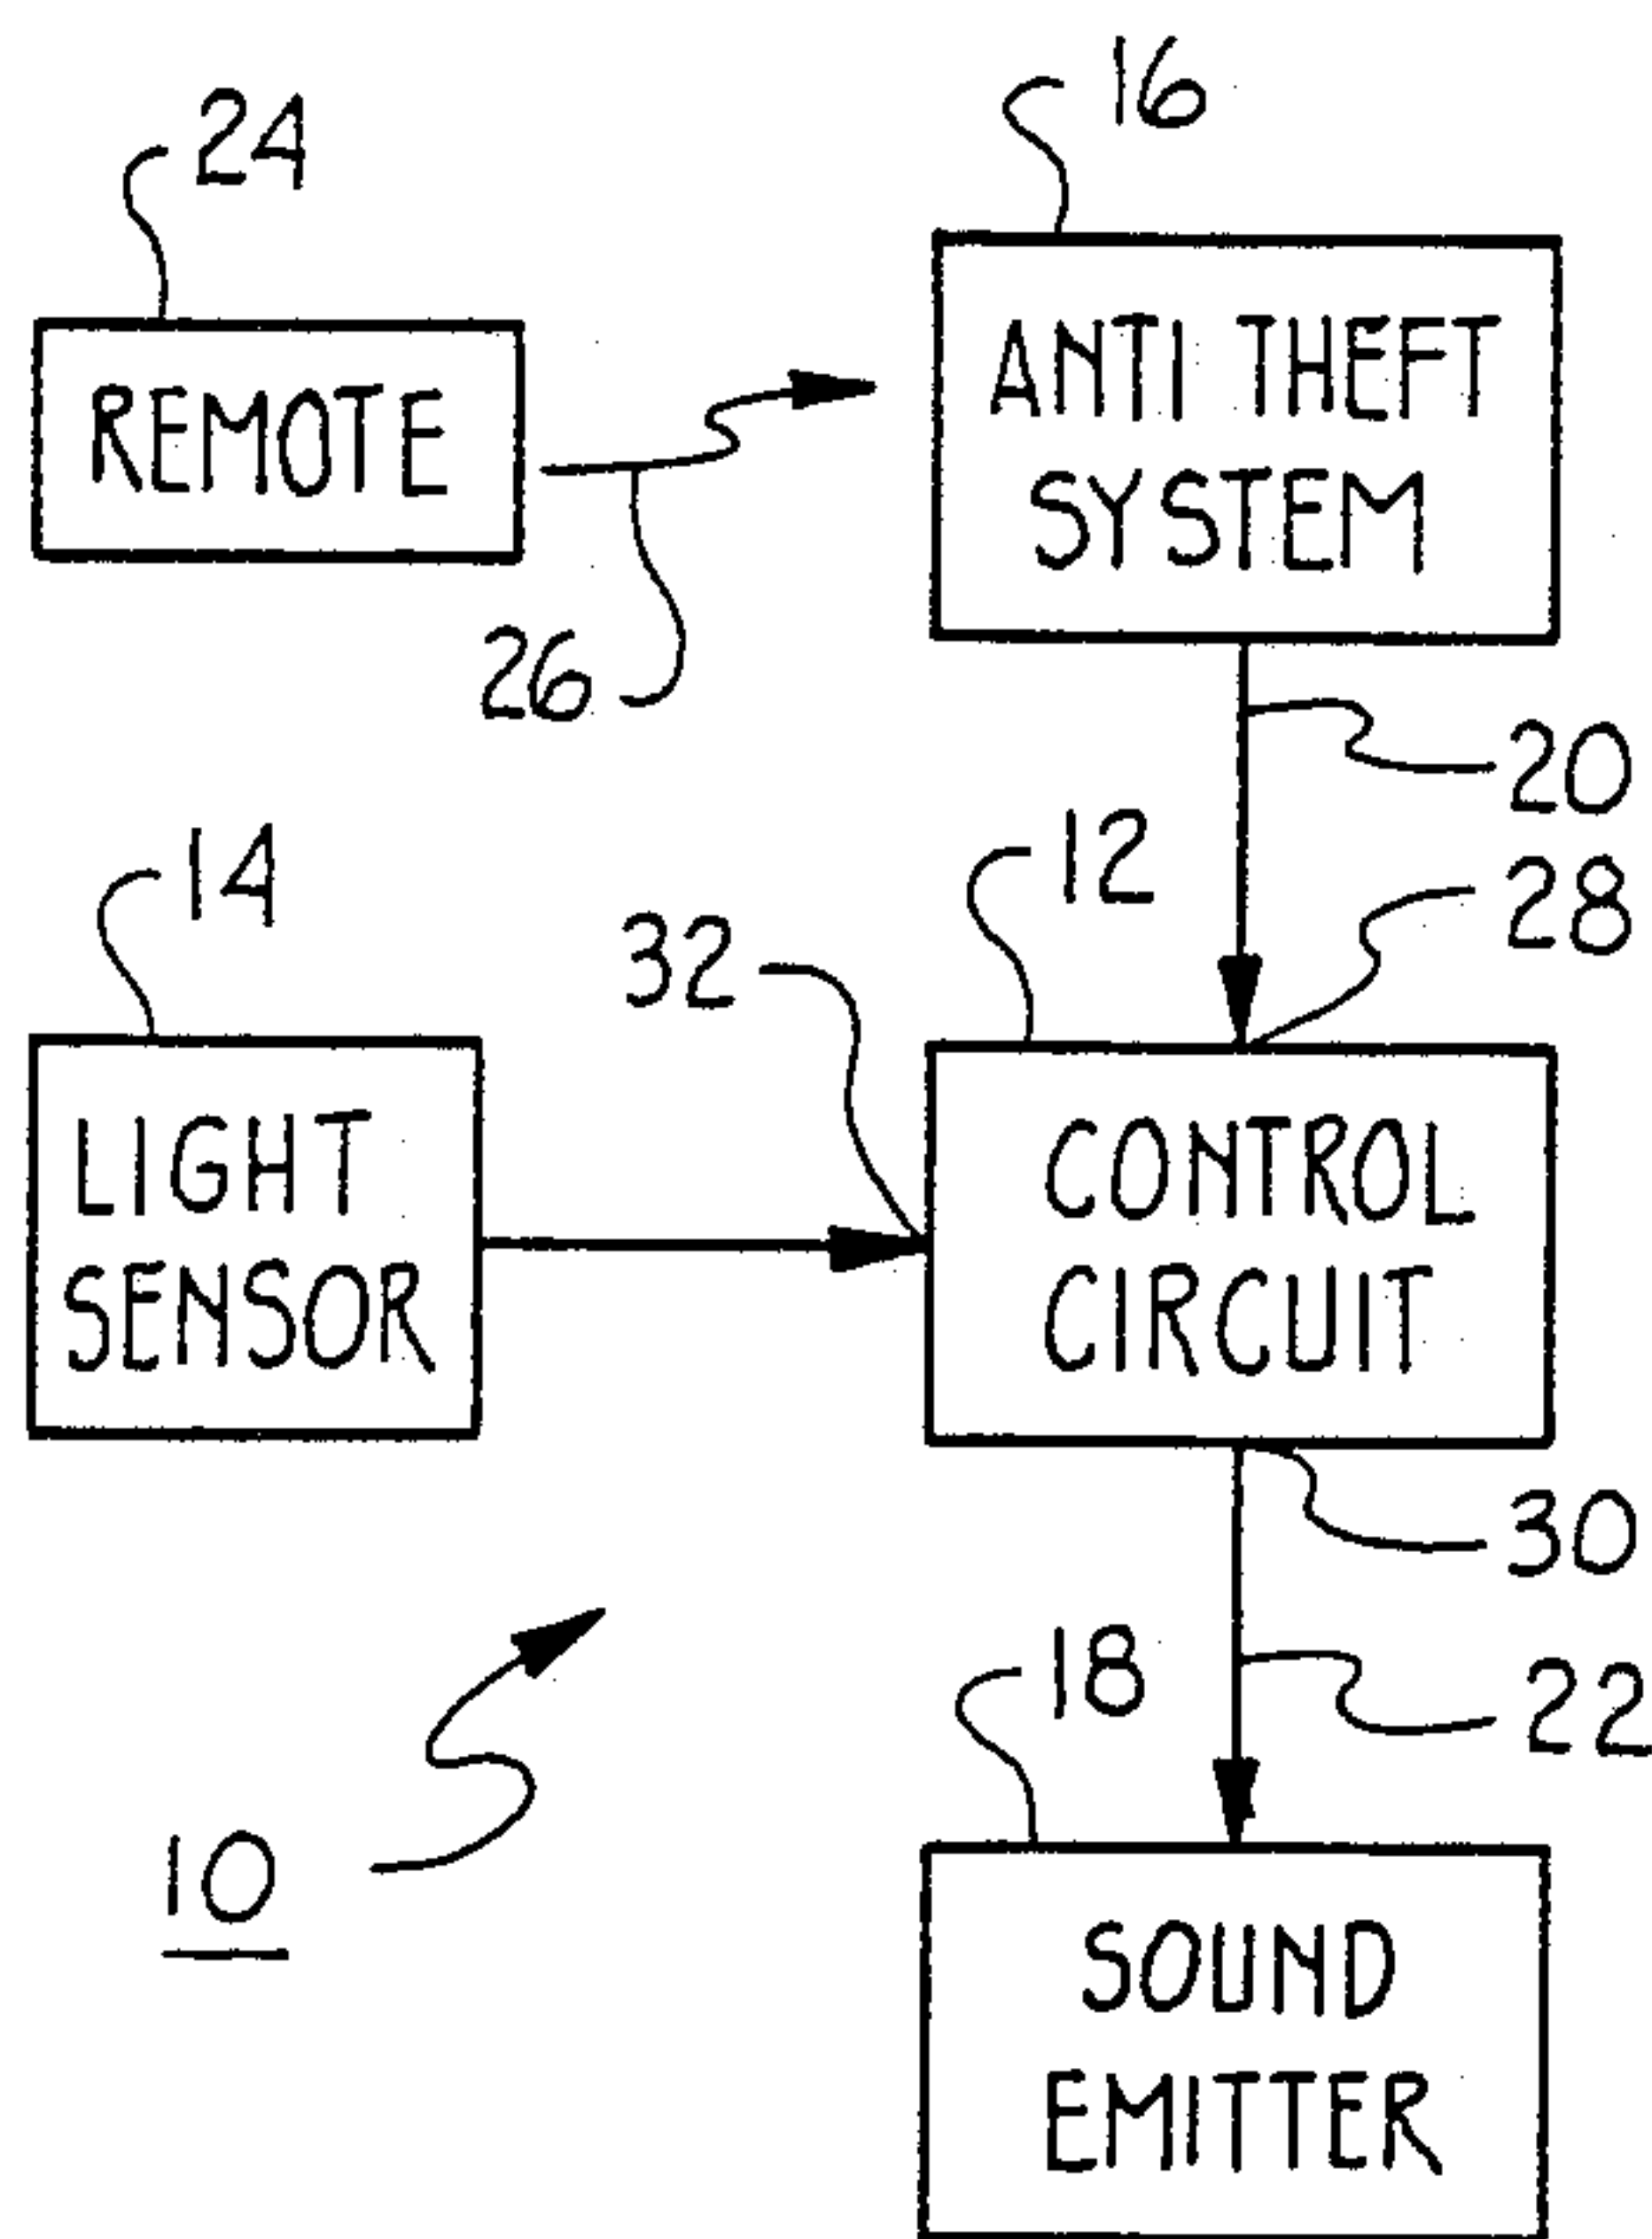 16
24
REMOTE
ANTI THEFT
SYSTEM
26
20
12
28
14
32
LIGHT
SENSOR
CONTROL
CIRCUIT
30
18
22
10
SOUND
EMITTER